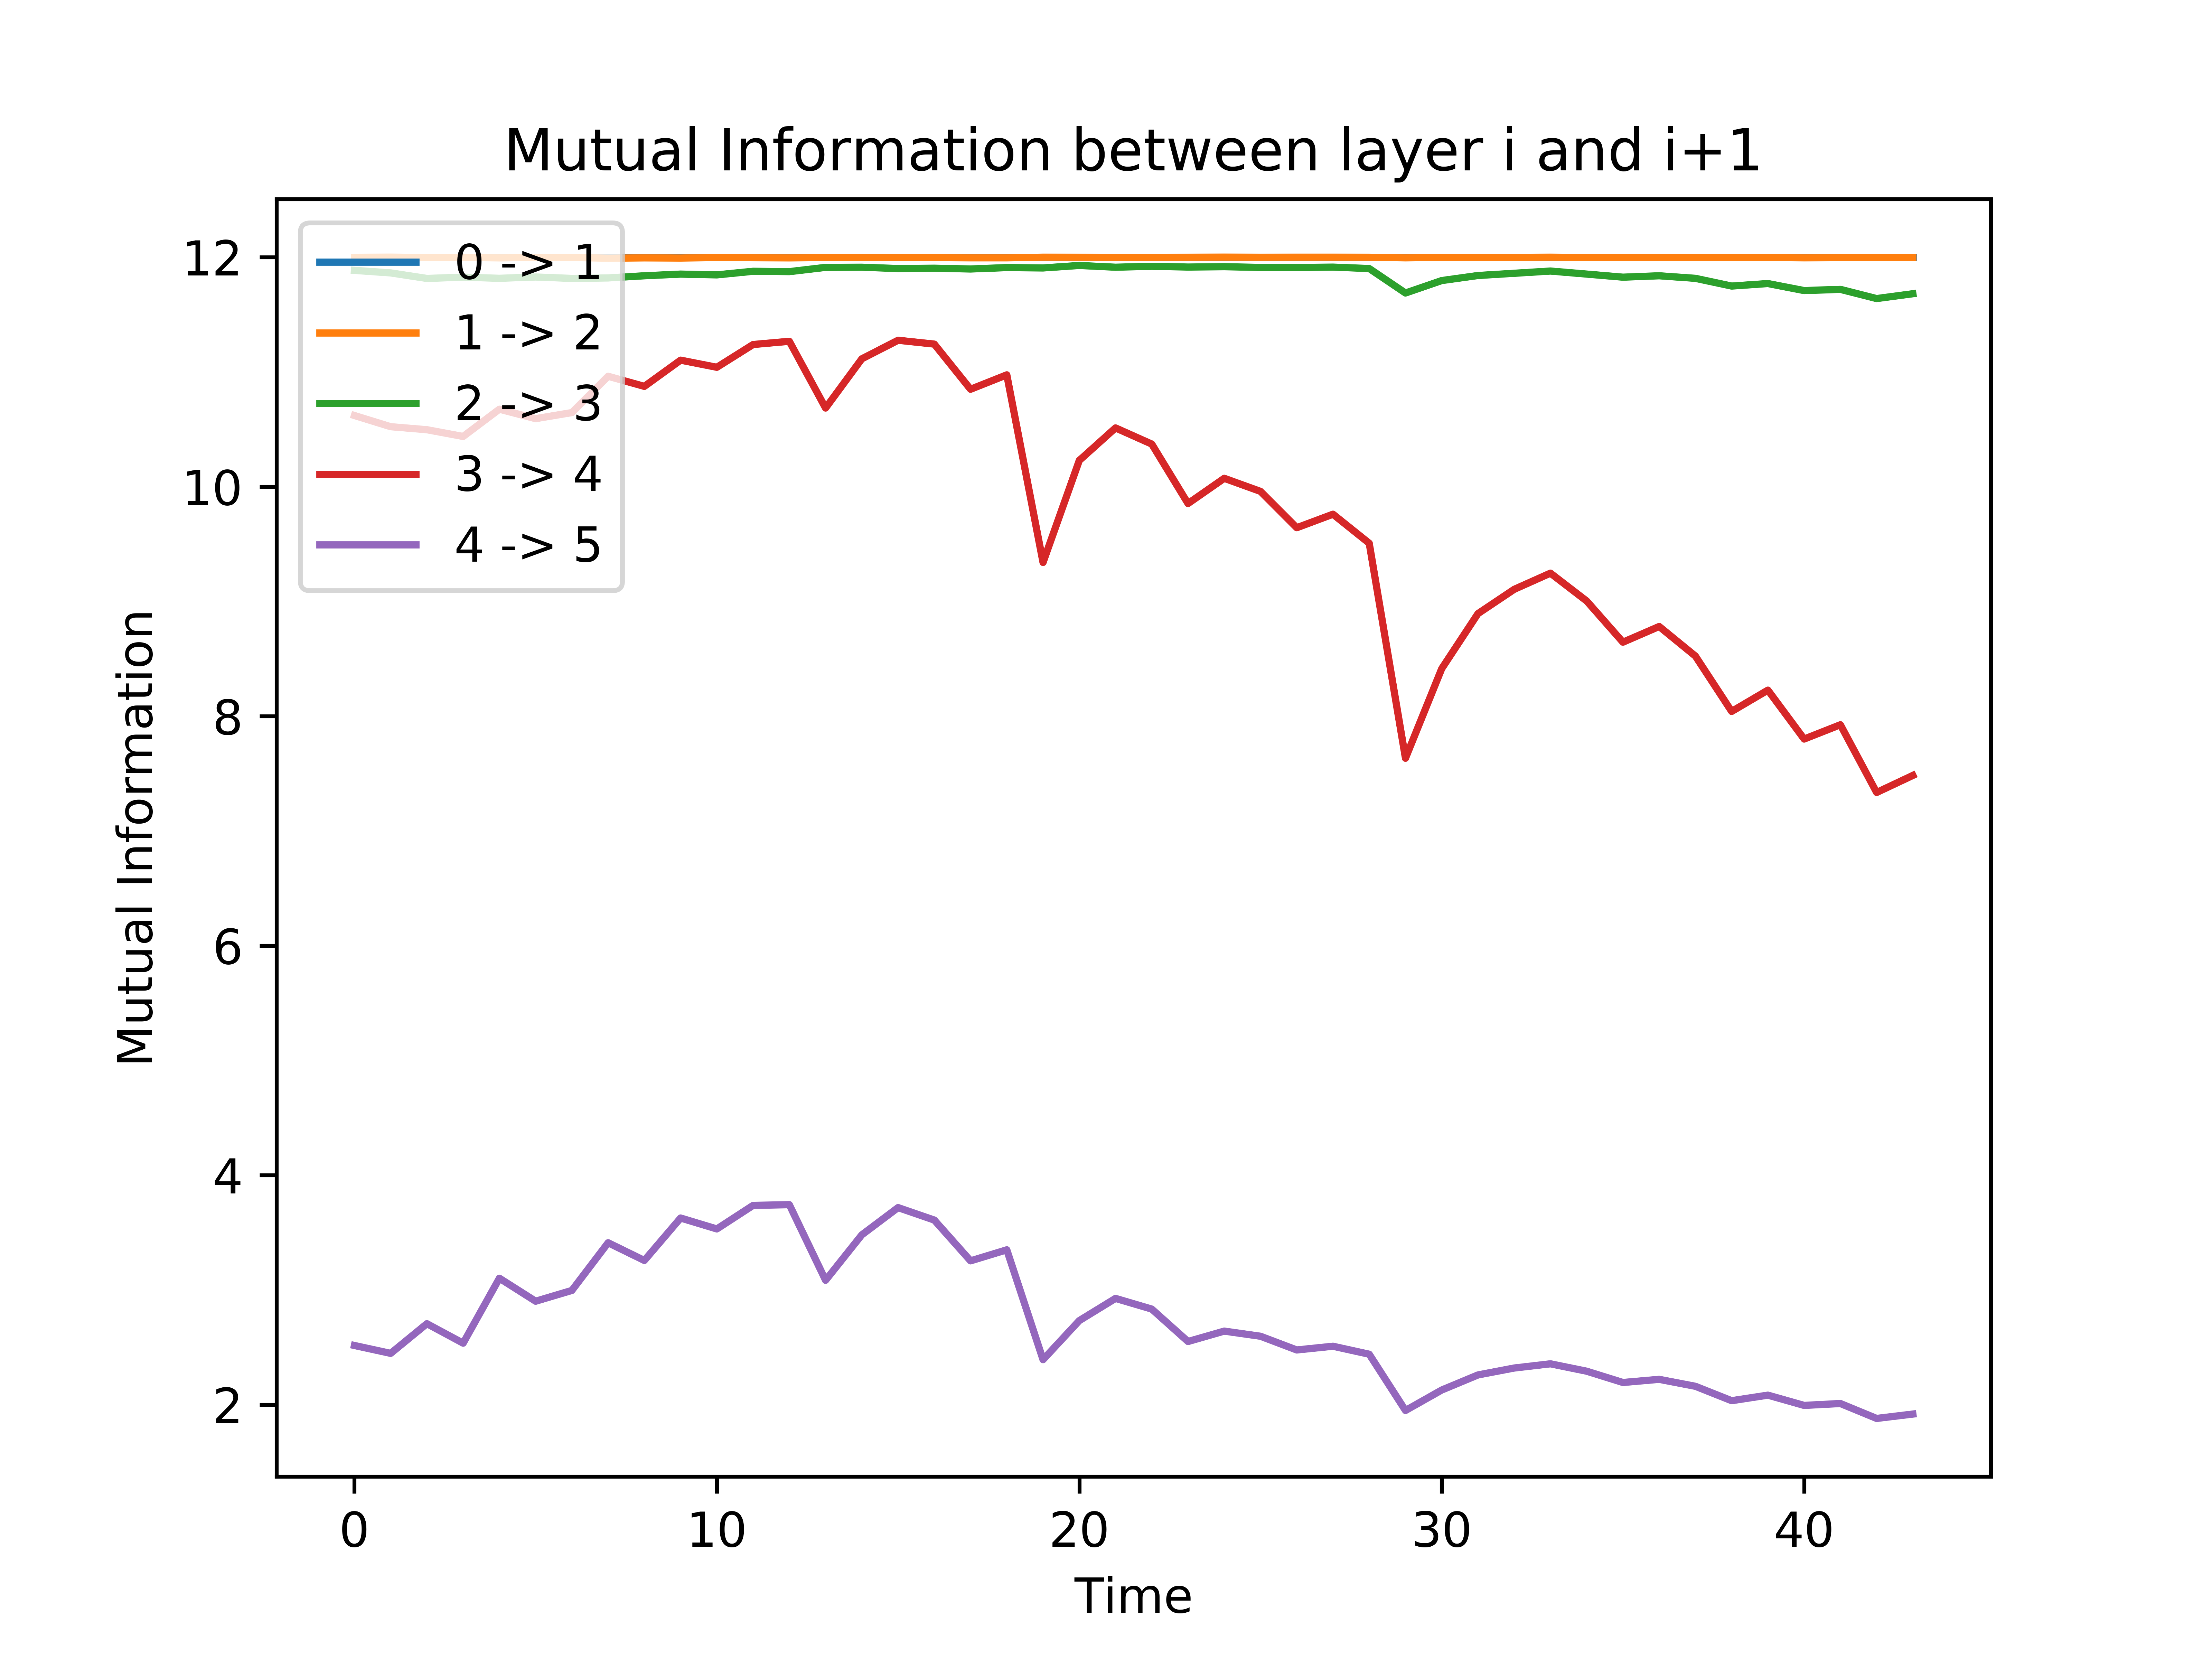 Mutual Information between layer i and i+1
0 -> 1
1 -> 2
2 -> 3
3 -> 4
4 -> 5
12
10
8
6
4
2
Mutual Information
0 10 20 30 40
Time